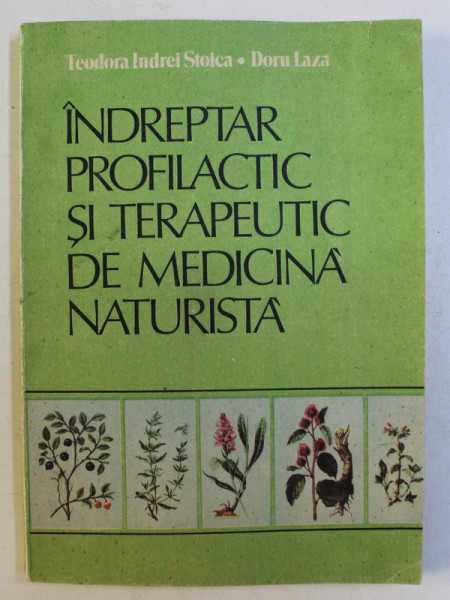 Teodora Indrei Stoica • Doru Laza
ÎNDREPTAR
PROFILACTIC
ȘI TERAPEUTIC
DE MEDICINĂ
NATURISTĂ